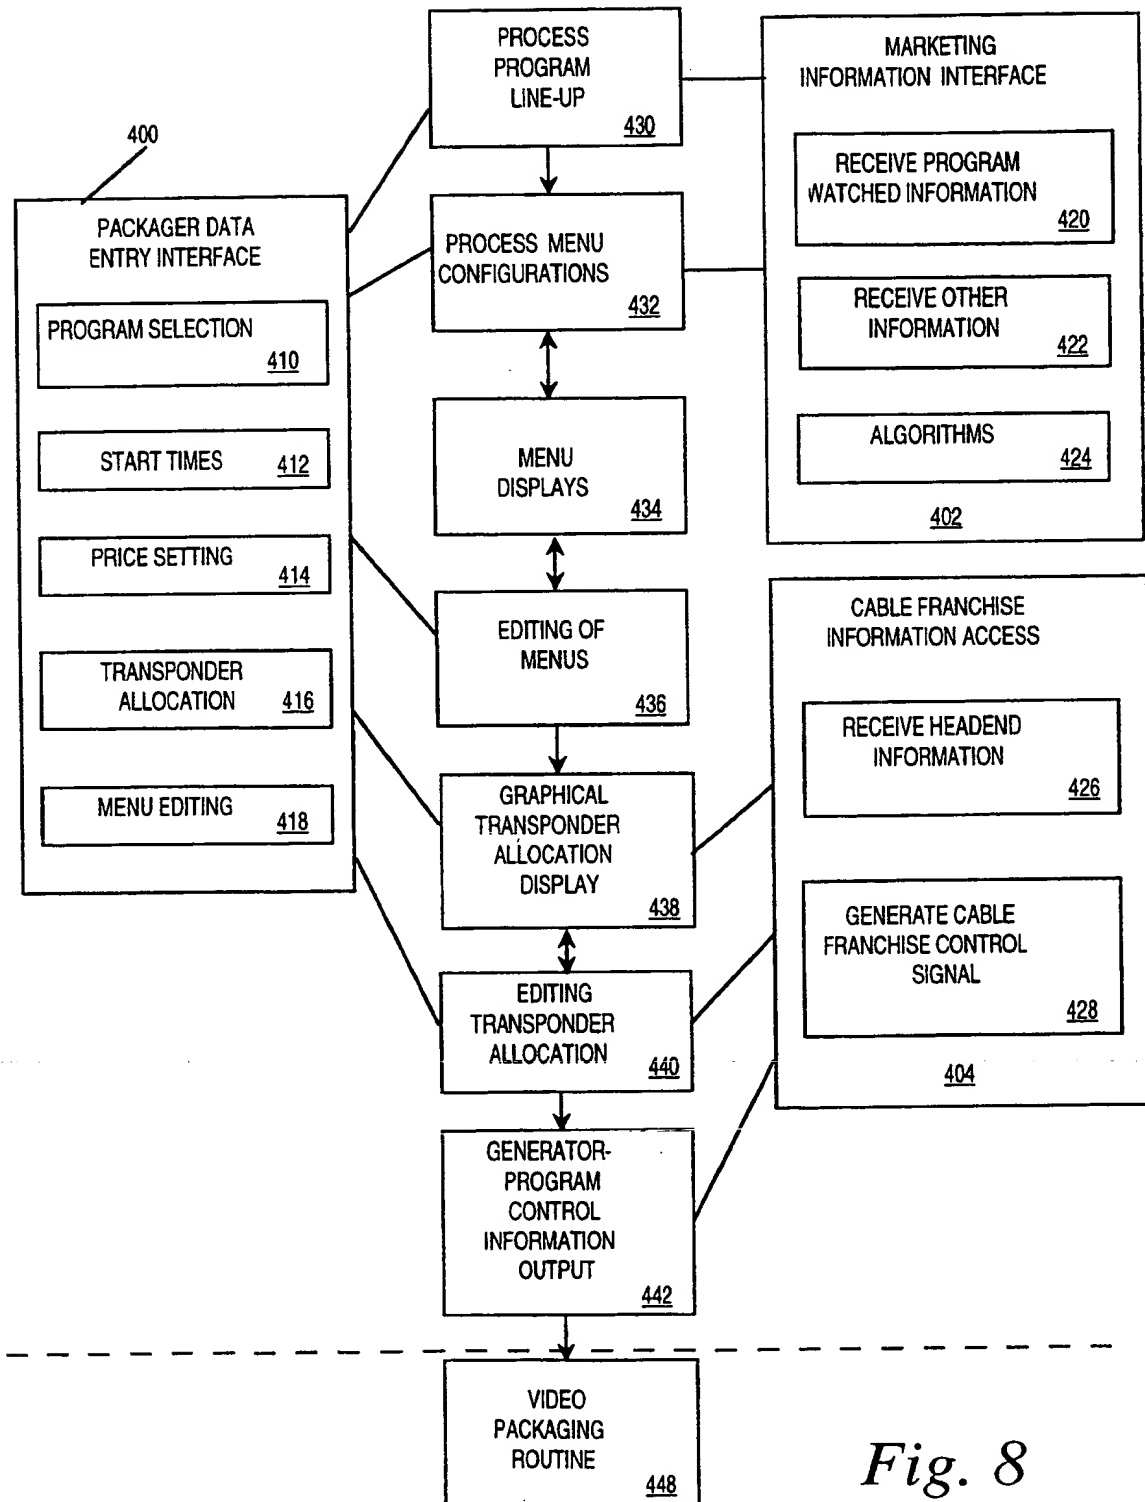 400
PACKAGER DATA
ENTRY INTERFACE
PROGRAM SELECTION
410
START TIMES
412
PRICE SETTING
414
TRANSPONDER
ALLOCATION
416
MENU EDITING
418
PROCESS
PROGRAM
LINE-UP
430
PROCESS MENU
CONFIGURATIONS
432
MENU
DISPLAYS
434
EDITING OF
MENUS
436
GRAPHICAL
TRANSPONDER
ALLOCATION
DISPLAY
438
EDITING
TRANSPONDER
ALLOCATION
440
GENERATOR-
PROGRAM
CONTROL
INFORMATION
OUTPUT
442
VIDEO
PACKAGING
ROUTINE
448
MARKETING
INFORMATION INTERFACE
RECEIVE PROGRAM
WATCHED INFORMATION
420
RECEIVE OTHER
INFORMATION
422
ALGORITHMS
424
402
CABLE FRANCHISE
INFORMATION ACCESS
RECEIVE HEADEND
INFORMATION
426
GENERATE CABLE
FRANCHISE CONTROL
SIGNAL
428
404
Fig. 8